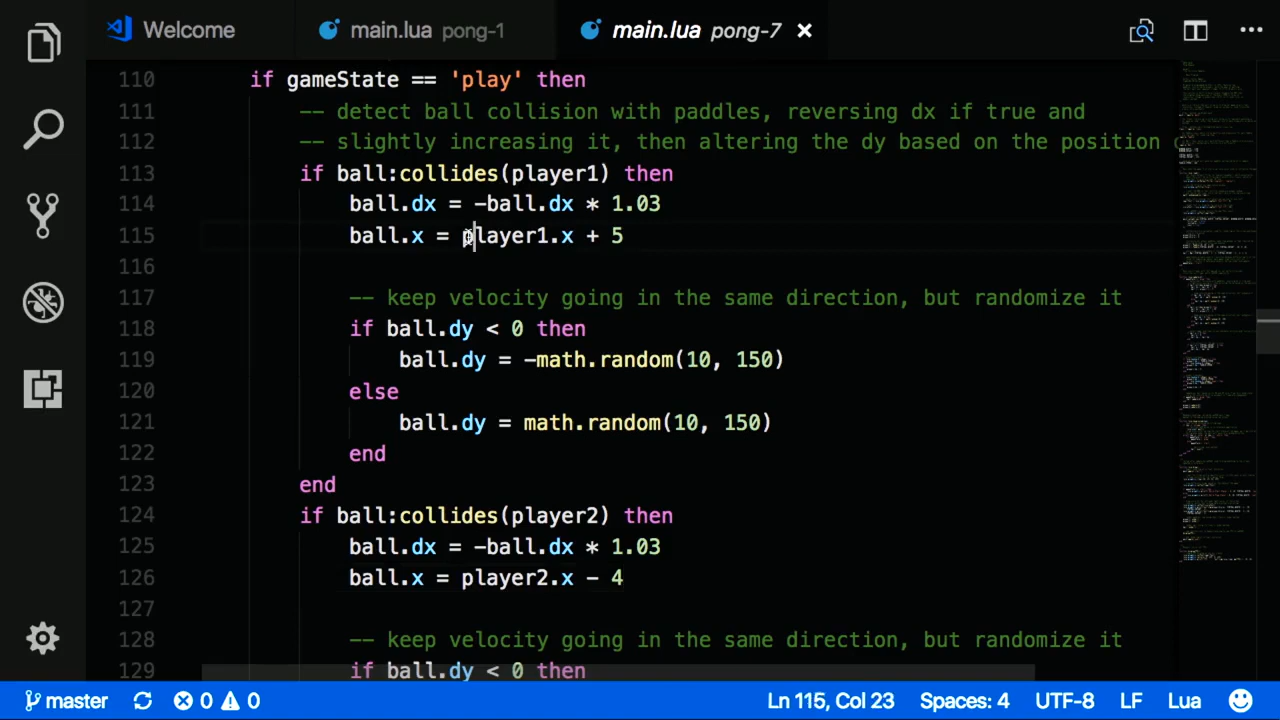 Welcome
main.lua pong-1
main.lua pong-7
110 if gameState == 'play' then
111 -- detect ball collision with paddles, reversing dx if true and
112 -- slightly increasing it, then altering the dy based on the position
113 if ball:collides(player1) then
114 ball.dx = -ball.dx * 1.03
115 ball.x = player1.x + 5
116
117 -- keep velocity going in the same direction, but randomize it
118 if ball.dy < 0 then
119 ball.dy = -math.random(10, 150)
120 else
121 ball.dy = math.random(10, 150)
122 end
123 end
124 if ball:collides(player2) then
125 ball.dx = -ball.dx * 1.03
126 ball.x = player2.x - 4
127
128 -- keep velocity going in the same direction, but randomize it
129 if ball.dy < 0 then
master 0 0 Ln 115, Col 23 Spaces: 4 UTF-8 LF Lua